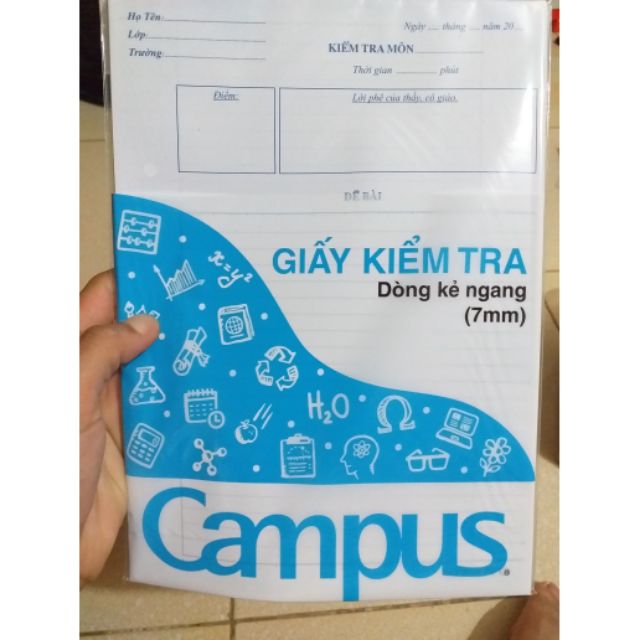 Họ Tên:
Ngày .... tháng .... năm 20....
Lớp:
Trường:
KIỂM TRA MÔN
Thời gian ............ phút
Điểm:
Lời phê của thầy, cô giáo.
ĐỀ BÀI
GIẤY KIỂM TRA
Dòng kẻ ngang
(7mm)
x=y²
H₂O
Ω
Campus